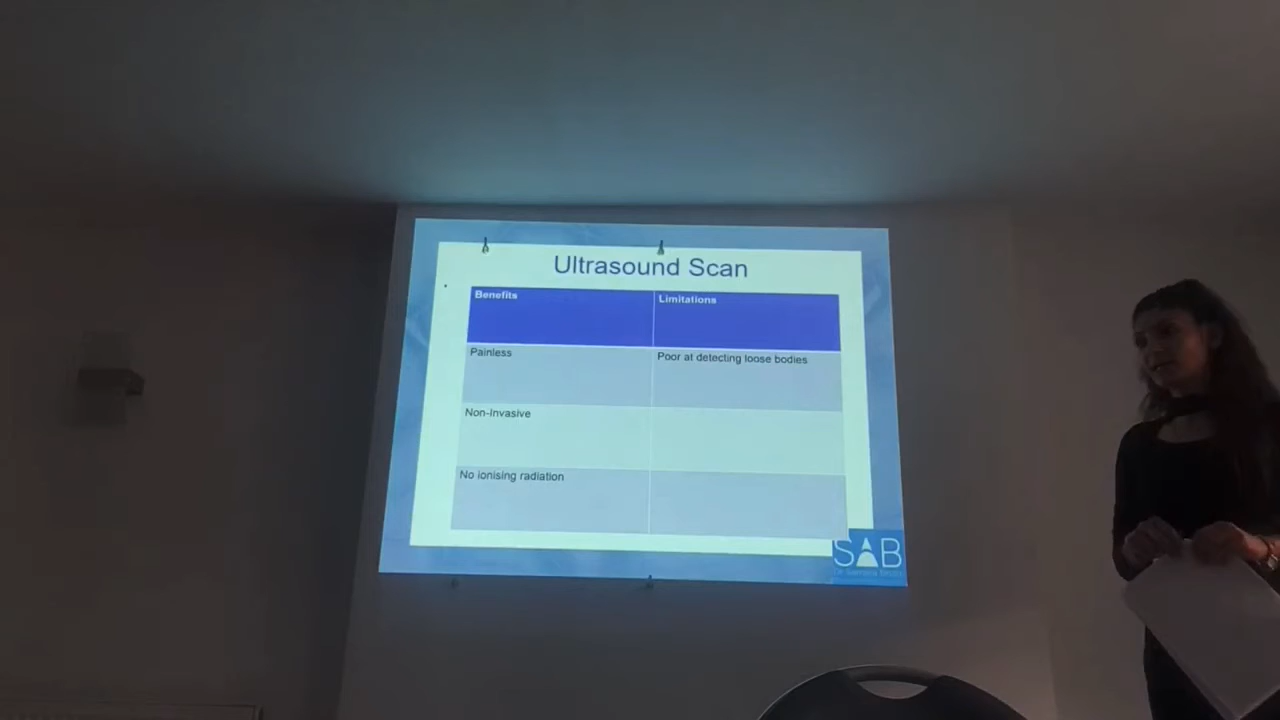 Ultrasound Scan
Benefits
Limitations
Painless
Poor at detecting loose bodies
Non-Invasive
No ionising radiation
SAB